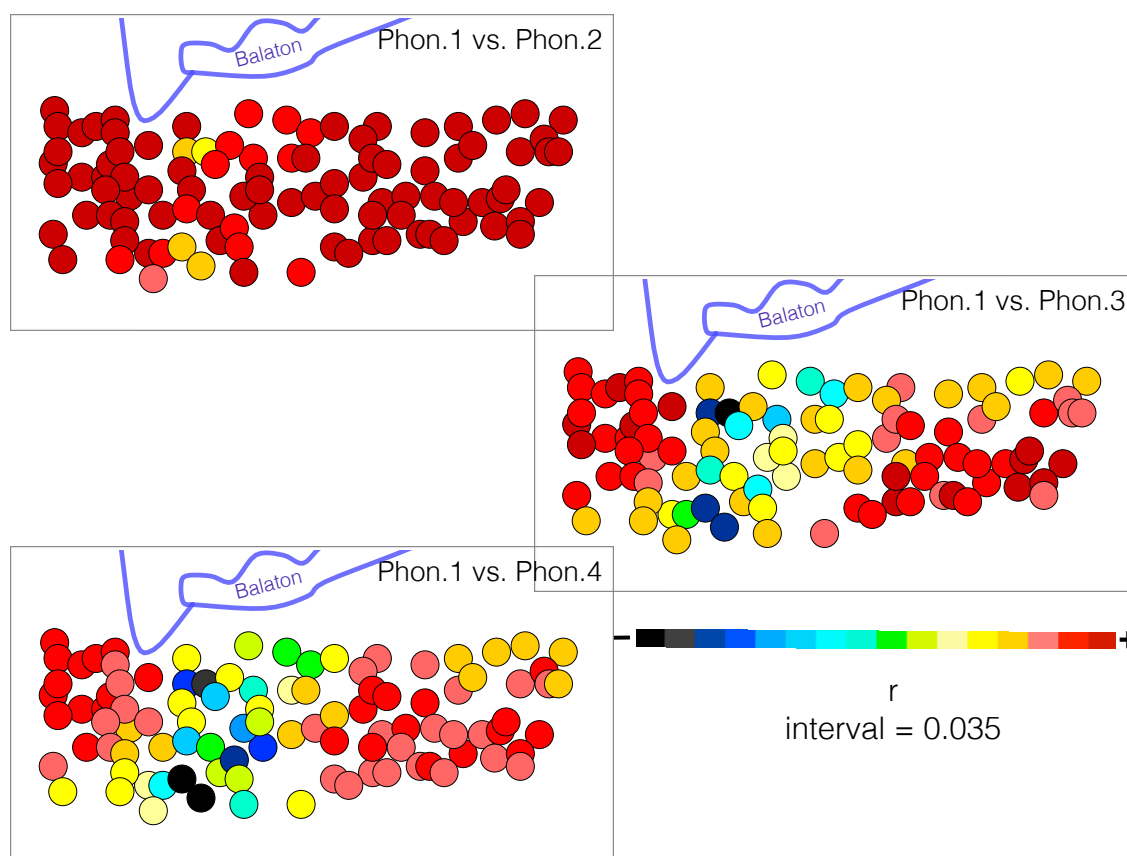 Phon.1 vs. Phon.2
Balaton
Phon.1 vs. Phon.3
Balaton
Phon.1 vs. Phon.4
Balaton
– +
r
interval = 0.035